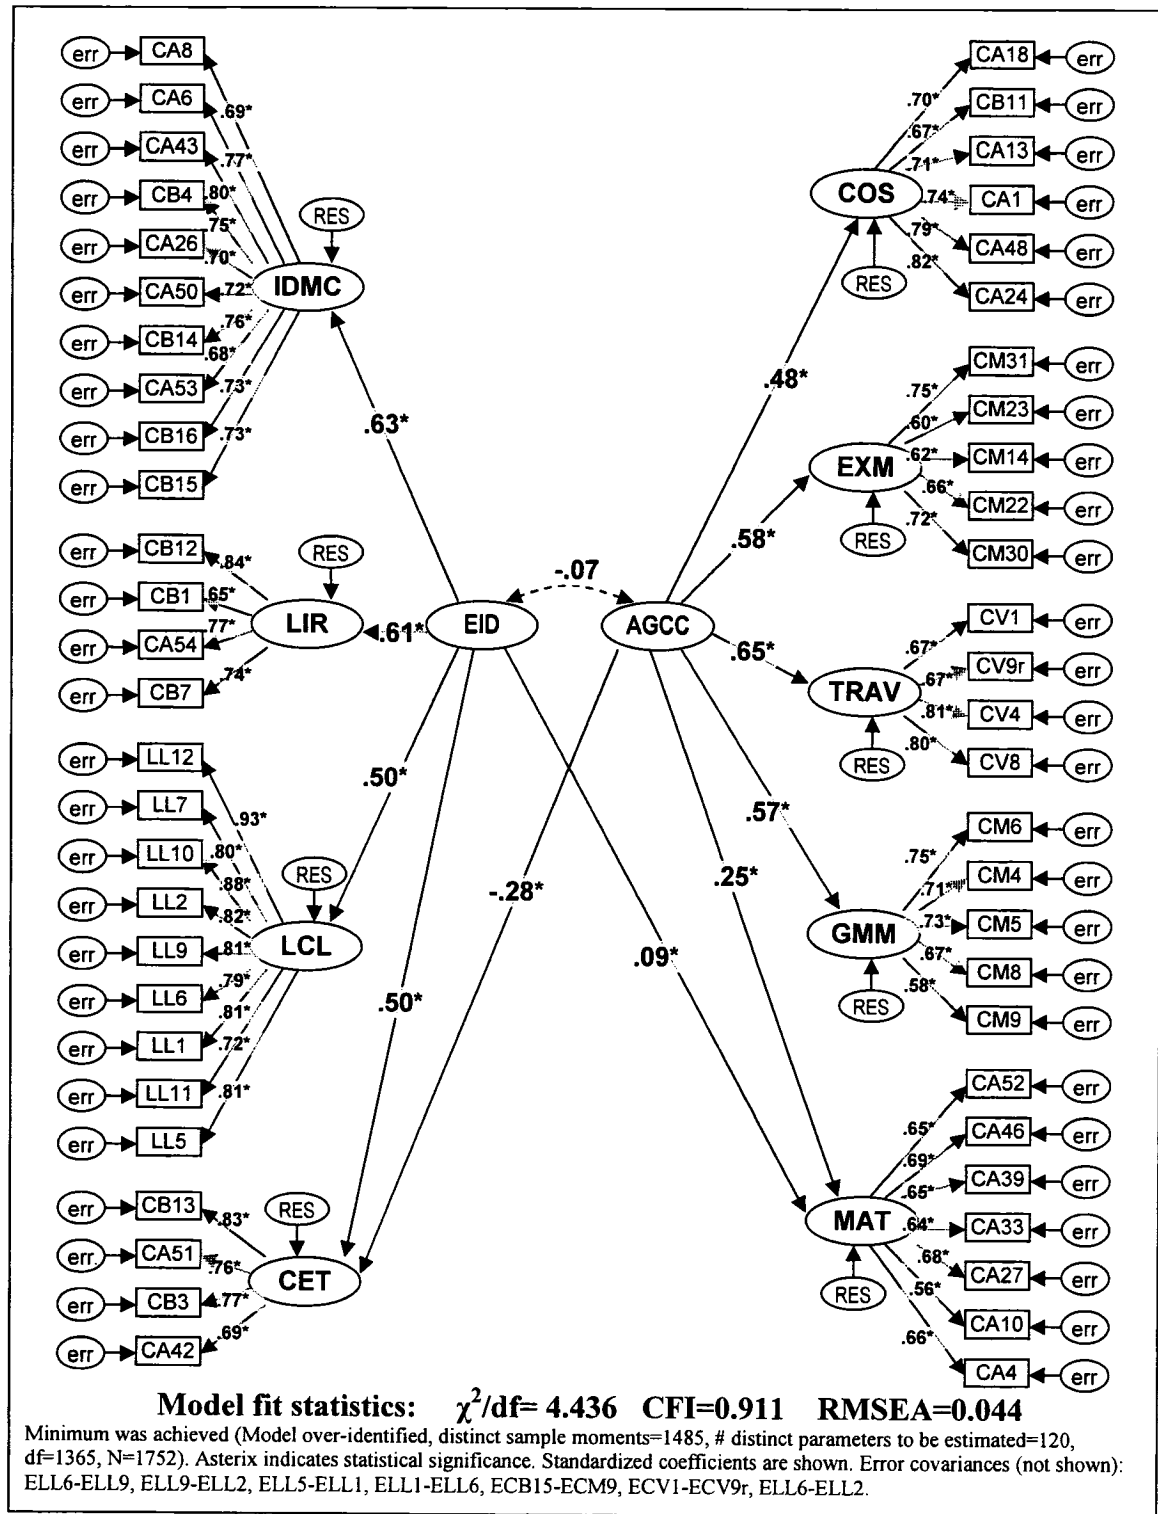 err CA8
err CA6
err CA43
err CB4
err CA26
err CA50
err CB14
err CA53
err CB16
err CB15
.69*
.77*
.80*
.75*
.70*
.72*
.76*
.68*
.73*
.73*
RES
IDMC
.63*
err CB12
err CB1
err CA54
err CB7
.84*
.65*
.77*
.74*
RES
LIR
.61*
EID
-.07
AGCC
err LL12
err LL7
err LL10
err LL2
err LL9
err LL6
err LL1
err LL11
err LL5
.93*
.80*
.88*
.82*
.81*
.79*
.81*
.72*
.81*
RES
LCL
.50*
err CB13
err CA51
err CB3
err CA42
.83*
.76*
.77*
.69*
RES
CET
.50*
-.28*
CA18 err
CB11 err
CA13 err
CA1 err
CA48 err
CA24 err
.70*
.67*
.71*
.74*
.79*
.82*
COS
RES
.48*
CM31 err
CM23 err
CM14 err
CM22 err
CM30 err
.75*
.60*
.62*
.66*
.72*
EXM
RES
.58*
CV1 err
CV9r err
CV4 err
CV8 err
.67*
.67*
.81*
.80*
TRAV
RES
.65*
CM6 err
CM4 err
CM5 err
CM8 err
CM9 err
.75*
.71*
.73*
.67*
.58*
GMM
RES
.57*
CA52 err
CA46 err
CA39 err
CA33 err
CA27 err
CA10 err
CA4 err
.65*
.69*
.65*
.64*
.68*
.56*
.66*
MAT
RES
.25*
.09*
Model fit statistics: χ²/df= 4.436 CFI=0.911 RMSEA=0.044
Minimum was achieved (Model over-identified, distinct sample moments=1485, # distinct parameters to be estimated=120,
df=1365, N=1752). Asterix indicates statistical significance. Standardized coefficients are shown. Error covariances (not shown):
ELL6-ELL9, ELL9-ELL2, ELL5-ELL1, ELL1-ELL6, ECB15-ECM9, ECV1-ECV9r, ELL6-ELL2.